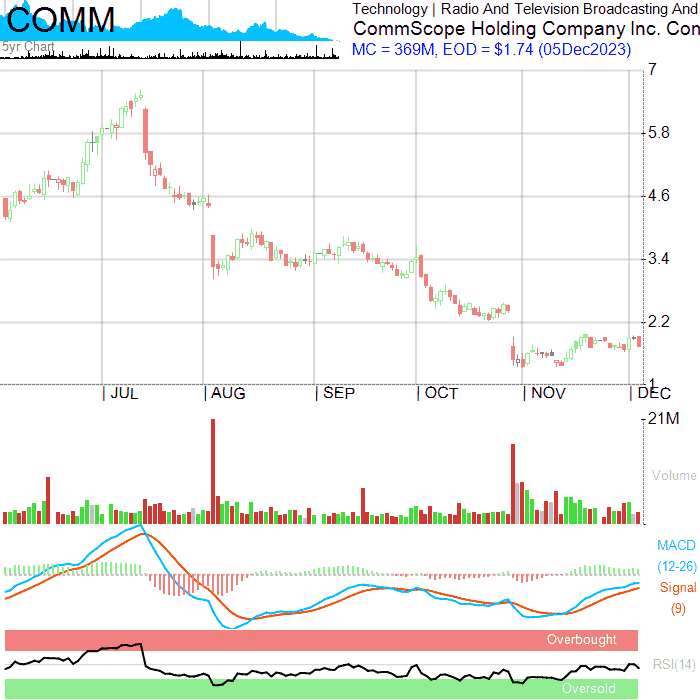 COMM
5yr Chart
Technology | Radio And Television Broadcasting And
CommScope Holding Company Inc. Con
MC = 369M, EOD = $1.74 (05Dec2023)
7
5.8
4.6
3.4
2.2
1
JUL
AUG
SEP
OCT
NOV
DEC
21M
Volume
MACD
(12-26)
Signal
(9)
Overbought
RSI(14)
Oversold